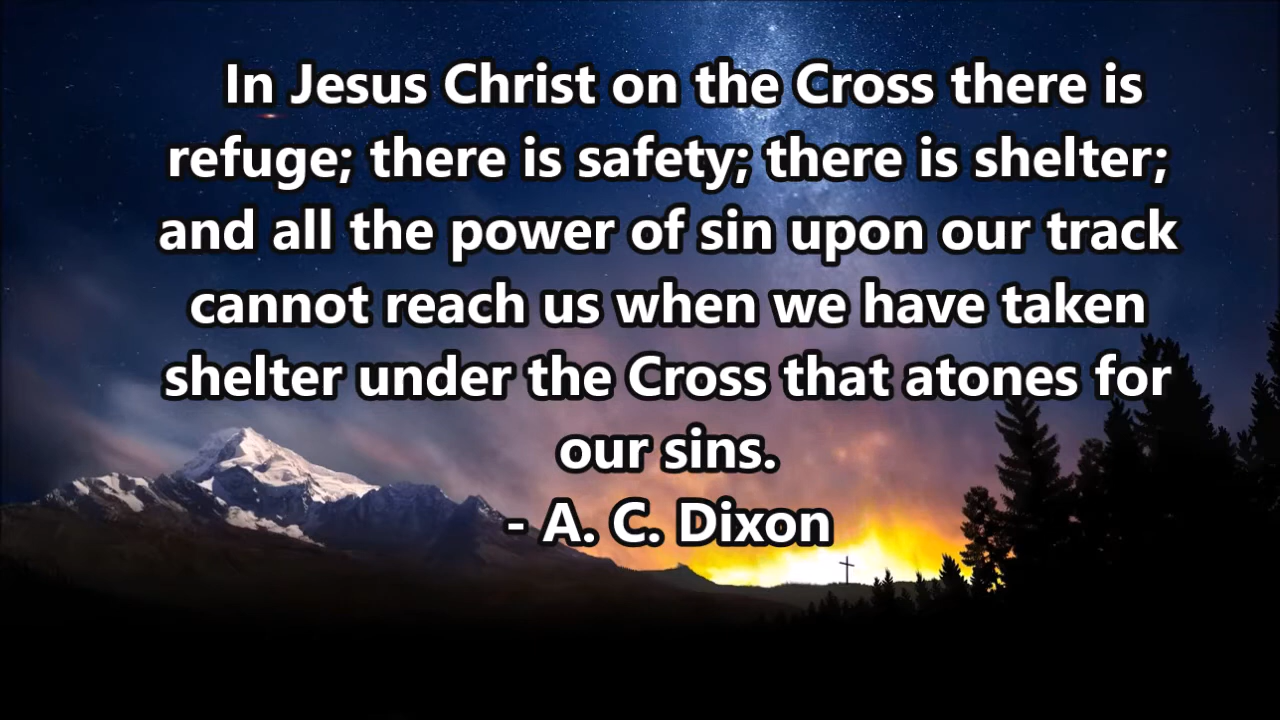 In Jesus Christ on the Cross there is
refuge; there is safety; there is shelter;
and all the power of sin upon our track
cannot reach us when we have taken
shelter under the Cross that atones for
our sins.
- A. C. Dixon